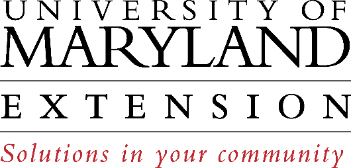 UNIVERSITY OF
MARYLAND
EXTENSION
Solutions in your community